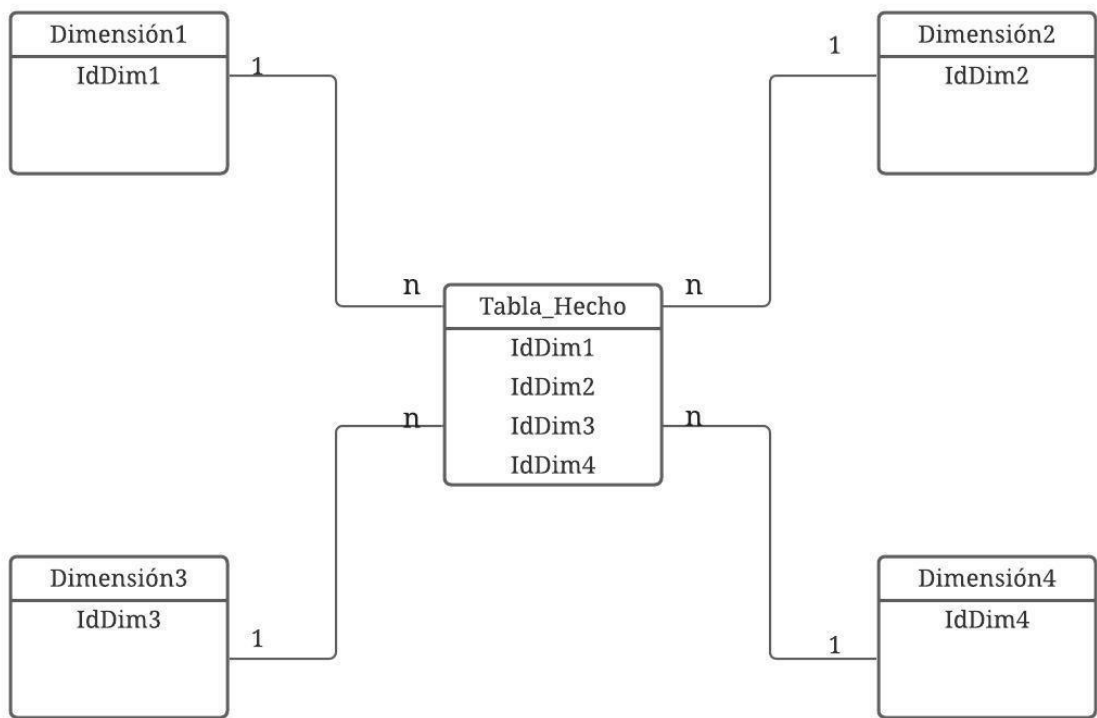 Dimensión1
IdDim1
1
1
Dimensión2
IdDim2
n
n
Tabla_Hecho
IdDim1
IdDim2
IdDim3
IdDim4
n
n
Dimensión3
IdDim3
1
1
Dimensión4
IdDim4